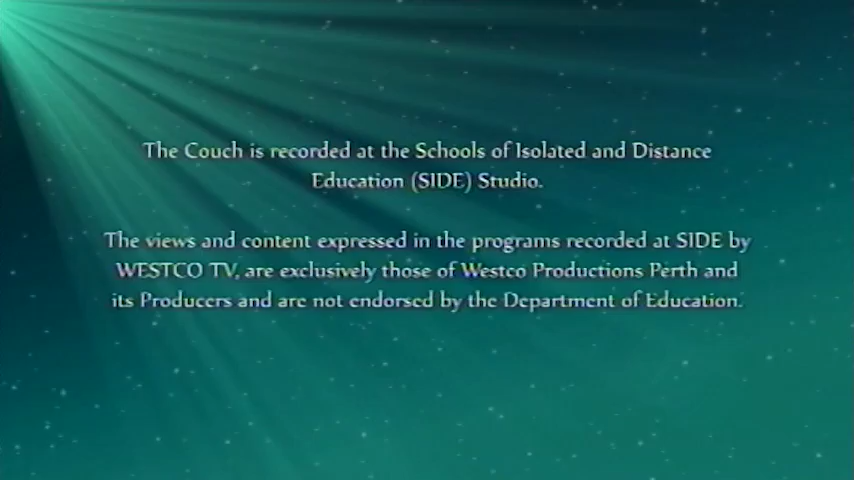 The Couch is recorded at the Schools of Isolated and Distance
Education (SIDE) Studio.
The views and content expressed in the programs recorded at SIDE by
WESTCO TV, are exclusively those of Westco Productions Perth and
its Producers and are not endorsed by the Department of Education.